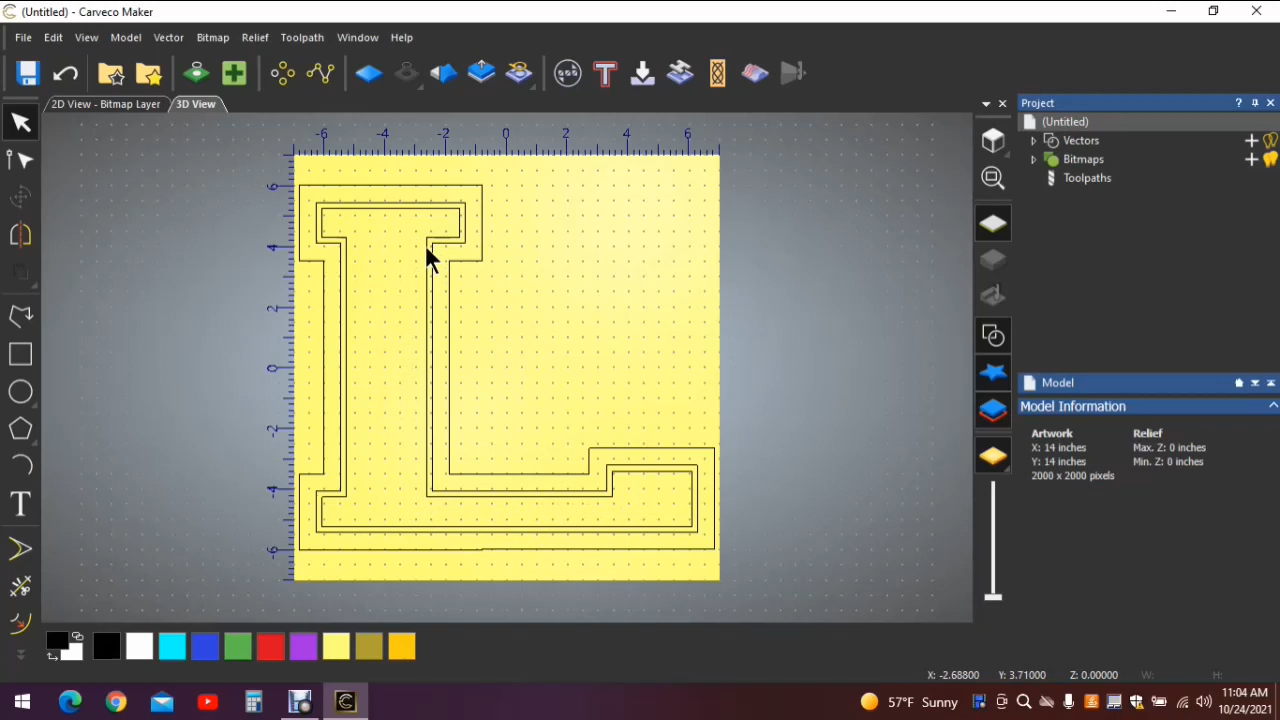 (Untitled) - Carveco Maker
File Edit View Model Vector Bitmap Relief Toolpath Window Help
2D View - Bitmap Layer 3D View
Project
(Untitled)
Vectors
Bitmaps
Toolpaths
-6 -4 -2 0 2 4 6
6
4
2
0
-2
-4
-6
Model
Model Information
Artwork Relief
X: 14 inches Max. Z: 0 inches
Y: 14 inches Min. Z: 0 inches
2000 x 2000 pixels
X: -2.68800 Y: 3.71000 Z: 0.00000 W: H:
57°F Sunny
11:04 AM
10/24/2021